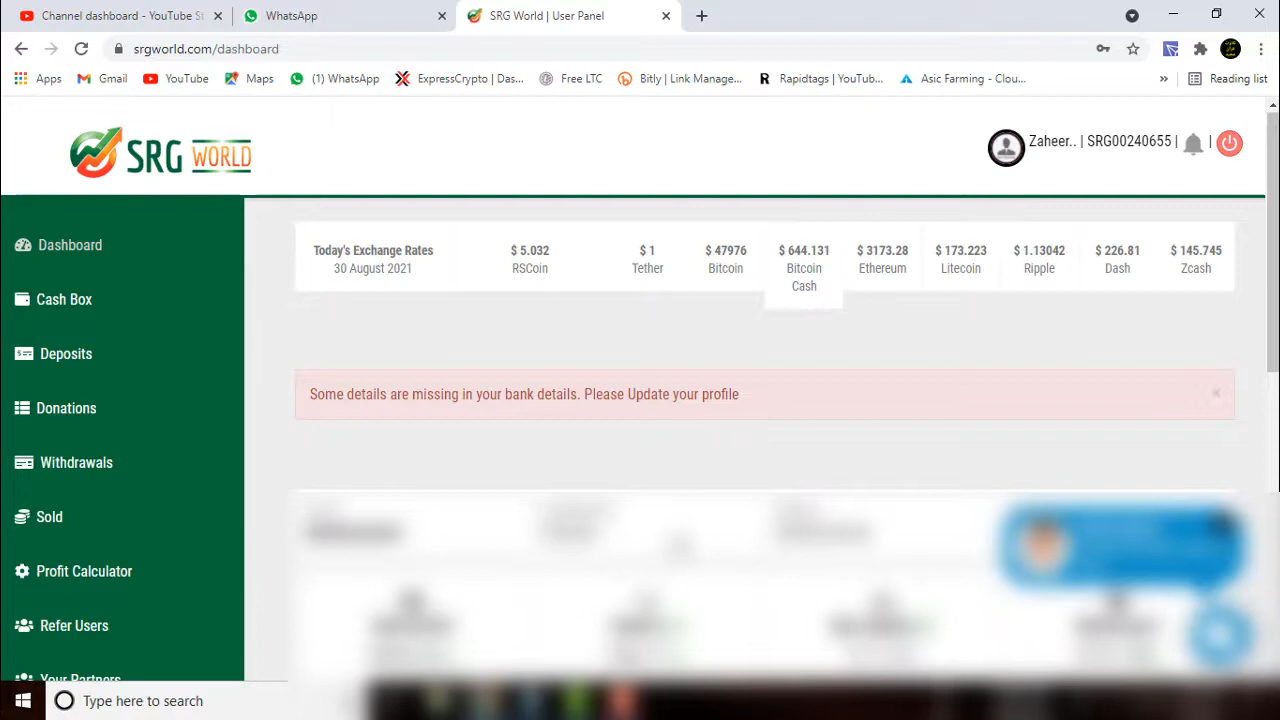 Channel dashboard - YouTube St
WhatsApp
SRG World | User Panel
srgworld.com/dashboard
Apps
Gmail
YouTube
Maps
(1) WhatsApp
ExpressCrypto | Das...
Free LTC
Bitly | Link Manage...
Rapidtags | YouTub...
Asic Farming - Clou...
»
Reading list
SRG WORLD
Zaheer.. | SRG00240655 | |
Dashboard
Cash Box
Deposits
Donations
Withdrawals
Sold
Profit Calculator
Refer Users
Your Partners
Today's Exchange Rates
30 August 2021
$ 5.032
RSCoin
$ 1
Tether
$ 47976
Bitcoin
$ 644.131
Bitcoin
Cash
$ 3173.28
Ethereum
$ 173.223
Litecoin
$ 1.13042
Ripple
$ 226.81
Dash
$ 145.745
Zcash
Some details are missing in your bank details. Please Update your profile
Type here to search